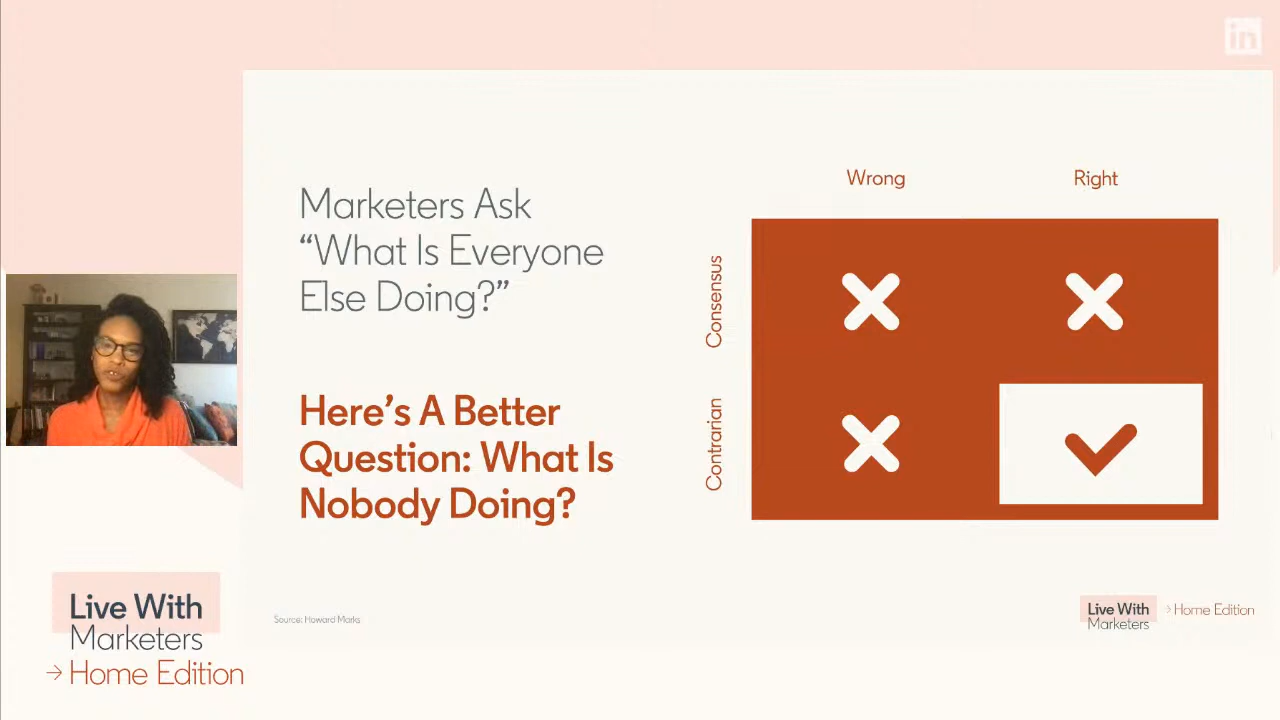 in
Marketers Ask
“What Is Everyone
Else Doing?”
Here’s A Better
Question: What Is
Nobody Doing?
Wrong
Right
Consensus
Contrarian
Source: Howard Marks
Live With
Marketers
→ Home Edition
Live With
Marketers
→ Home Edition